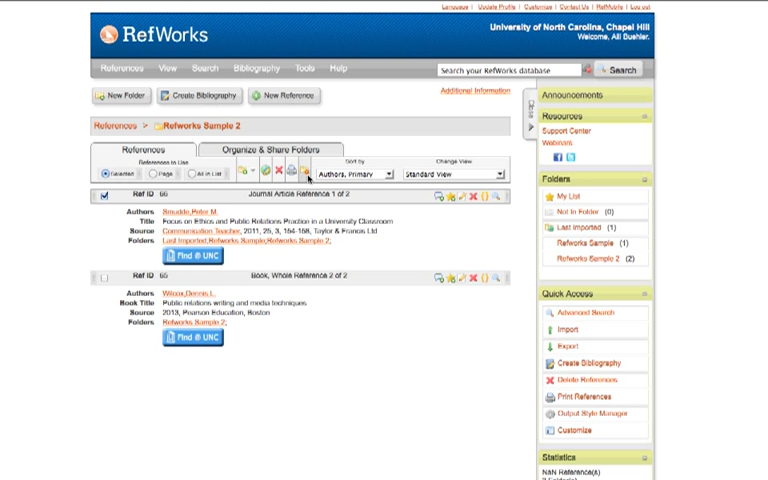 Language | Update Profile | Customize | Contact Us | RefMobile | Log out
RefWorks
University of North Carolina, Chapel Hill
Welcome, Ali Buehler.
References View Search Bibliography Tools Help
Search your RefWorks database
Search
New Folder
Create Bibliography
New Reference
Additional Information
References > Refworks Sample 2
References
Organize & Share Folders
References to Use
Selected Page All in List
Sort by
Authors, Primary
Change View
Standard View
Ref ID 66 Journal Article Reference 1 of 2
Authors Smudde,Peter M.
Title Focus on Ethics and Public Relations Practice in a University Classroom
Source Communication Teacher, 2011, 25, 3, 154-158, Taylor & Francis Ltd
Folders Last Imported;Refworks Sample;Refworks Sample 2;
Find @ UNC
Ref ID 65 Book, Whole Reference 2 of 2
Authors Wilcox,Dennis L.
Book Title Public relations writing and media techniques
Source 2013, Pearson Education, Boston
Folders Refworks Sample 2;
Find @ UNC
Close
Announcements
Resources
Support Center
Webinars
Folders
My List
Not In Folder (0)
Last Imported (1)
Refworks Sample (1)
Refworks Sample 2 (2)
Quick Access
Advanced Search
Import
Export
Create Bibliography
Delete References
Print References
Output Style Manager
Customize
Statistics
NaN Reference(s)